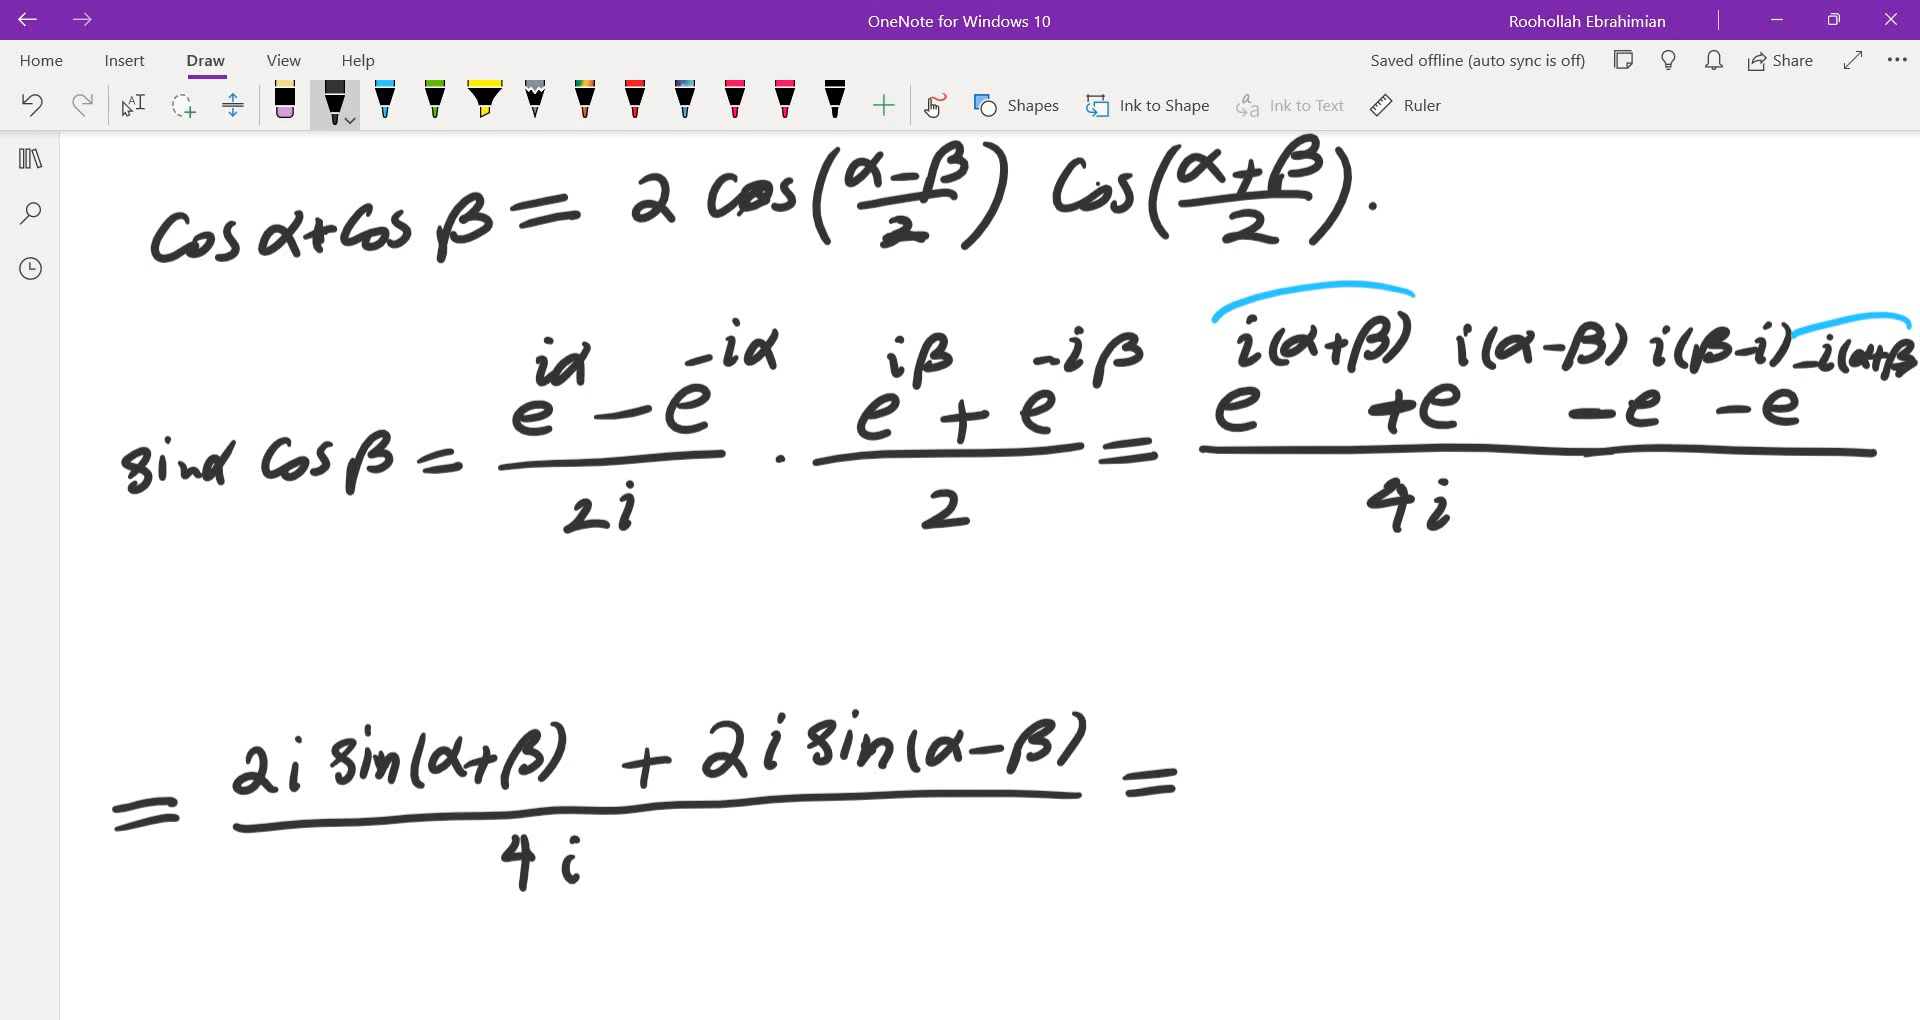 OneNote for Windows 10 Roohollah Ebrahimian
Home Insert Draw View Help Saved offline (auto sync is off) Share
Shapes Ink to Shape Ink to Text Ruler
Cos α + Cos β = 2 Cos((α-β)/2) Cos((α+β)/2).
sin α Cos β = (e^{iα} - e^{-iα})/2i · (e^{iβ} + e^{-iβ})/2 = (e^{i(α+β)} + e^{i(α-β)} - e^{i(β-i)} - e^{-i(α+β})/4i
= (2i sin(α+β) + 2i sin(α-β))/4i =